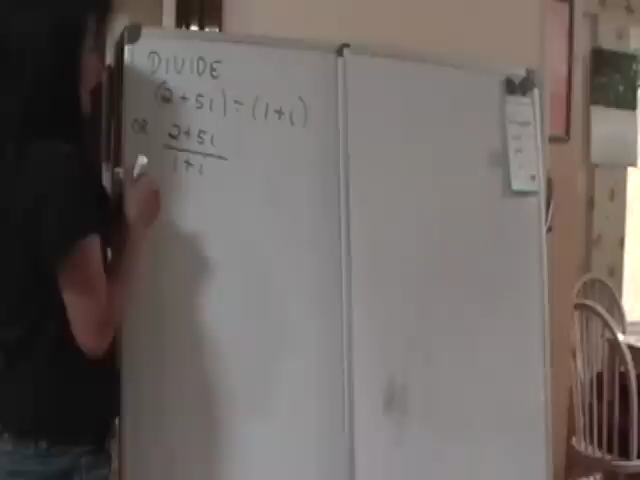 DIVIDE
(2+5i) ÷ (1+i)
OR 2+5i
1+i